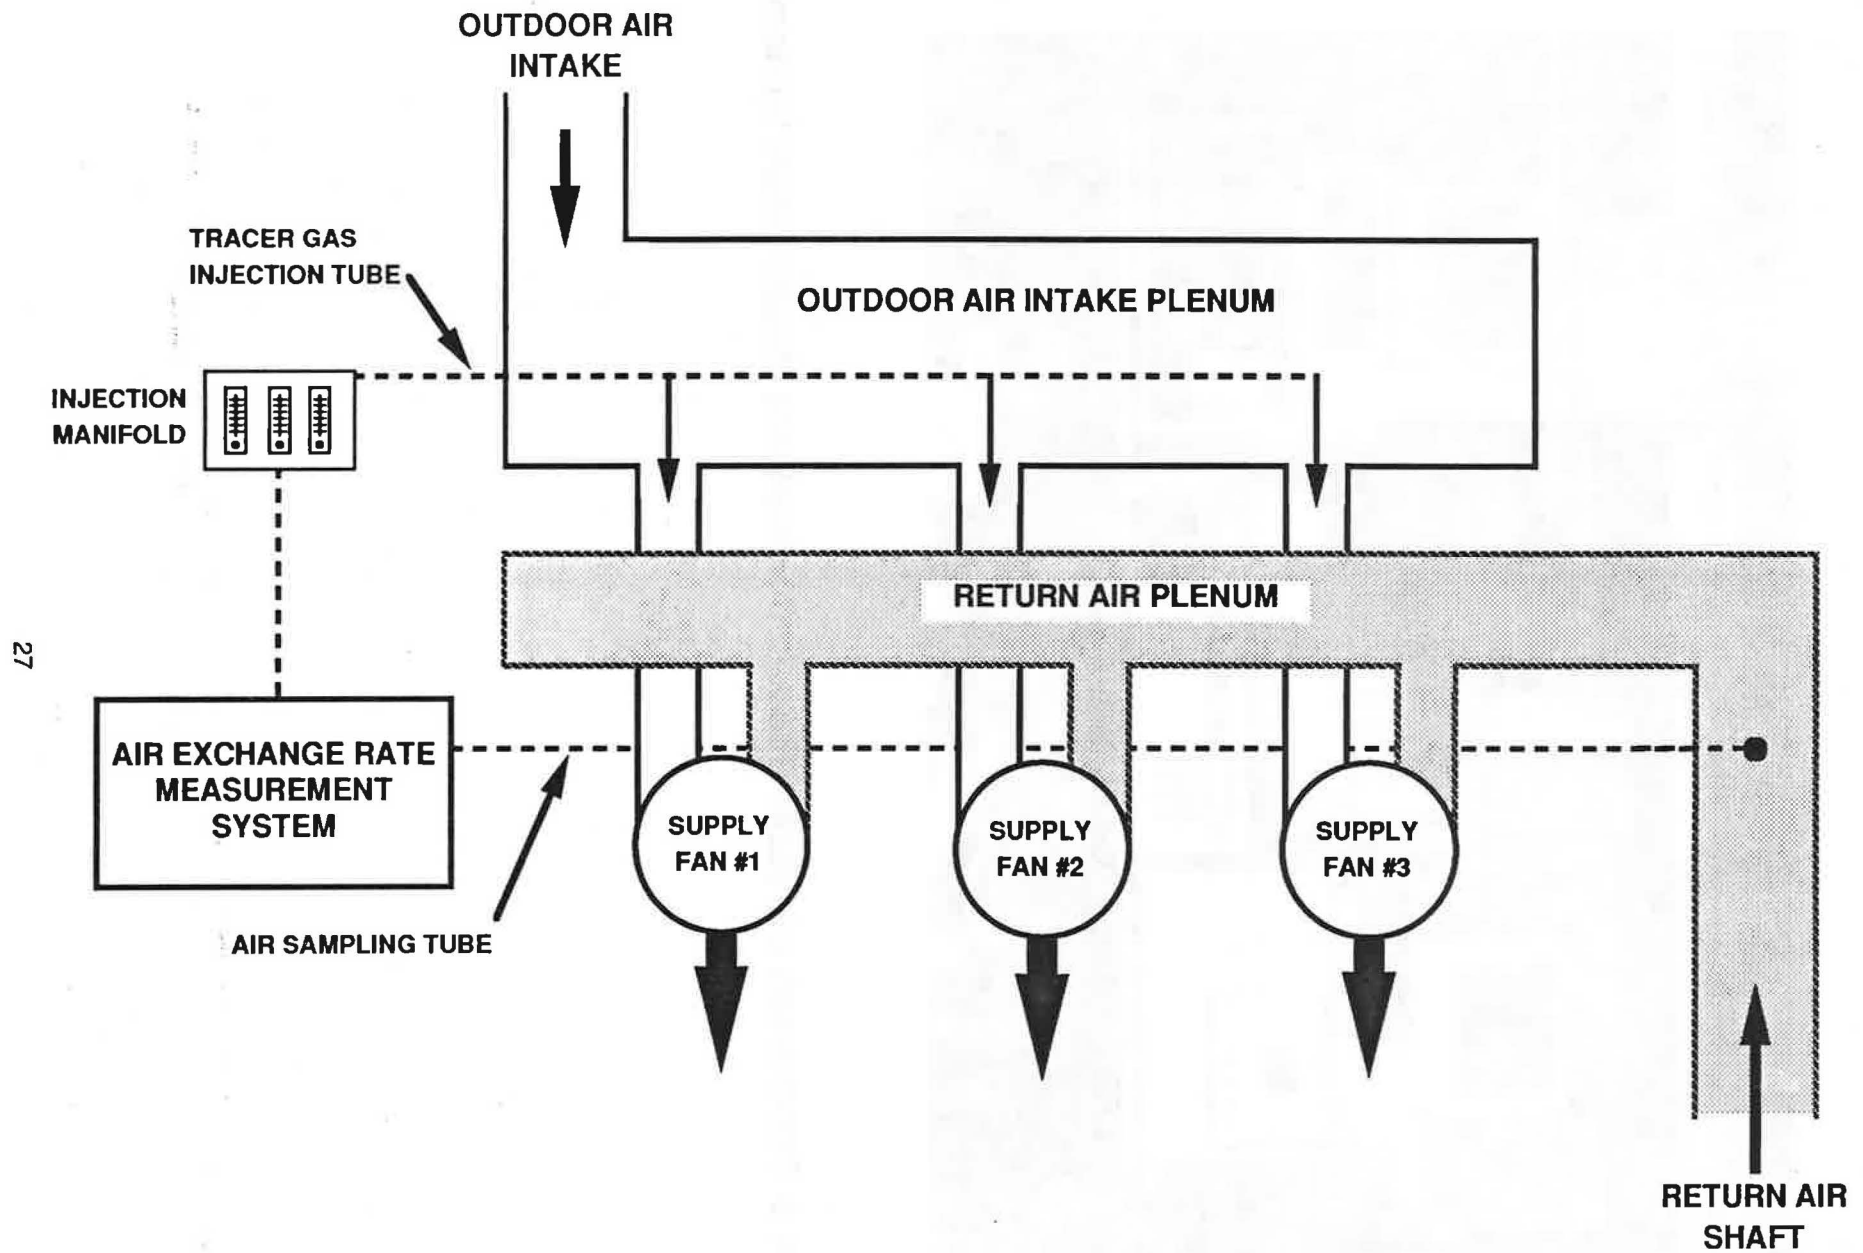 OUTDOOR AIR
INTAKE
TRACER GAS
INJECTION TUBE
OUTDOOR AIR INTAKE PLENUM
INJECTION
MANIFOLD
RETURN AIR PLENUM
27
AIR EXCHANGE RATE
MEASUREMENT
SYSTEM
SUPPLY
FAN #1
SUPPLY
FAN #2
SUPPLY
FAN #3
AIR SAMPLING TUBE
RETURN AIR
SHAFT